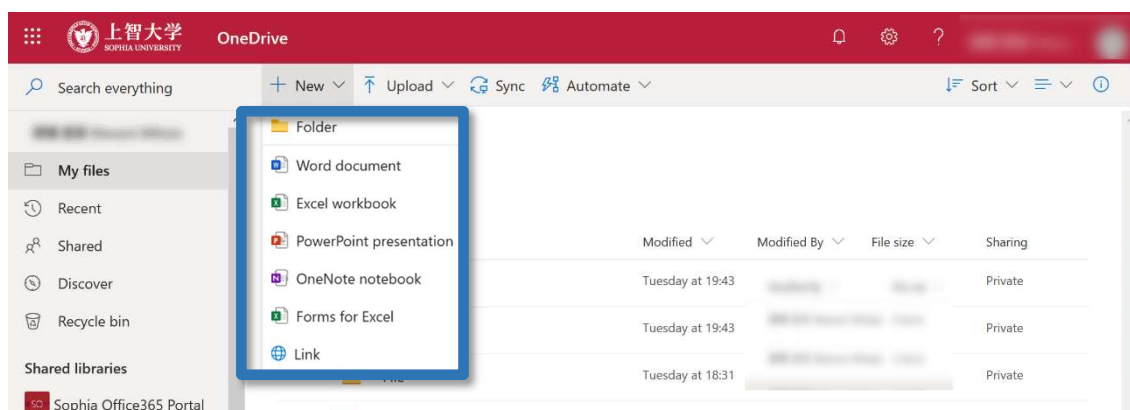 上智大学
SOPHIA UNIVERSITY
OneDrive
?
Search everything
New
Upload
Sync
Automate
Sort
My files
Recent
Shared
Discover
Recycle bin
Shared libraries
SO Sophia Office365 Portal
Folder
Word document
Excel workbook
PowerPoint presentation
OneNote notebook
Forms for Excel
Link
Modified Modified By File size Sharing
Tuesday at 19:43 Private
Tuesday at 19:43 Private
Tuesday at 18:31 Private